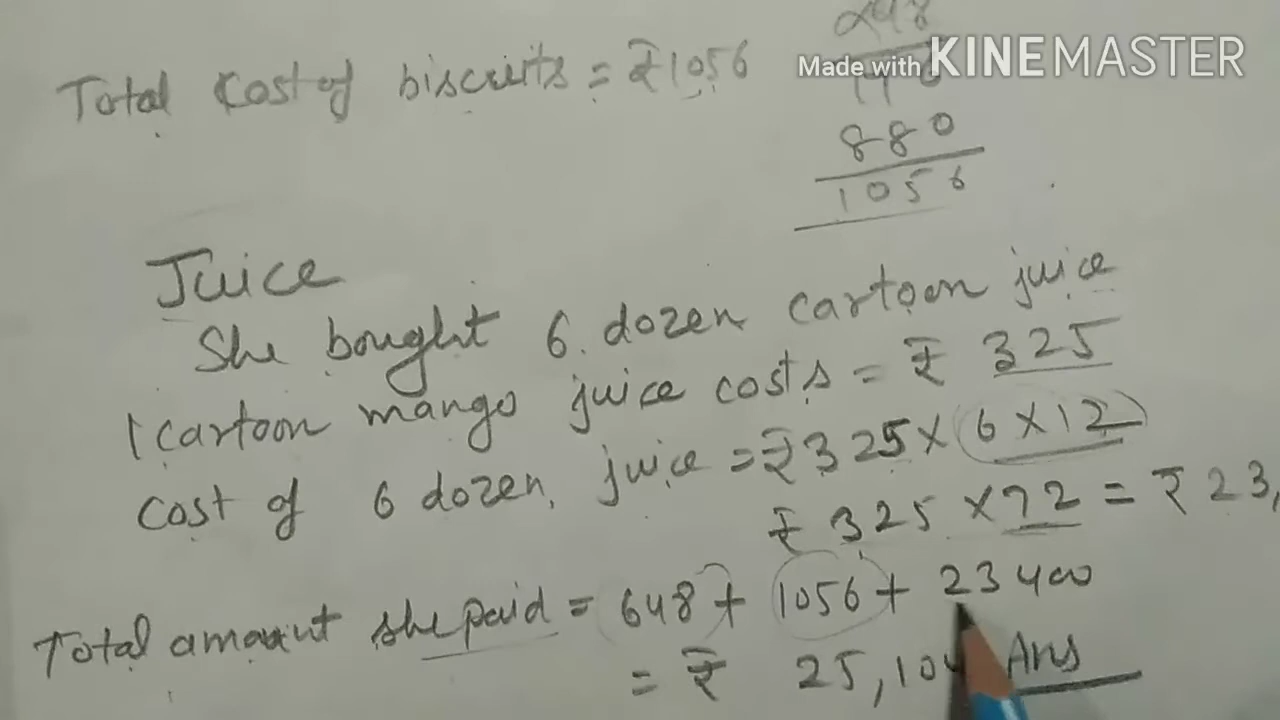 Made with KINEMASTER
Total Cost of biscuits = ₹1056
880
1056
Juice
She bought 6 dozen cartoon juice
1 cartoon mango juice costs = ₹ 325
cost of 6 dozen juice = ₹325 × (6 × 12)
₹ 325 × 72 = ₹ 23,
Total amount she paid = 648 + 1056 + 23400
= ₹ 25,104 Ans